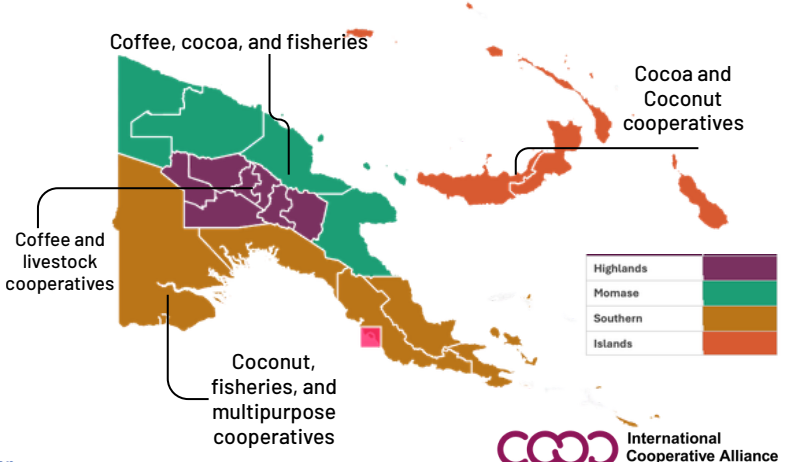 Coffee, cocoa, and fisheries
Cocoa and
Coconut
cooperatives
Coffee and
livestock
cooperatives
Highlands
Momase
Southern
Islands
Coconut,
fisheries, and
multipurpose
cooperatives
International
Cooperative Alliance